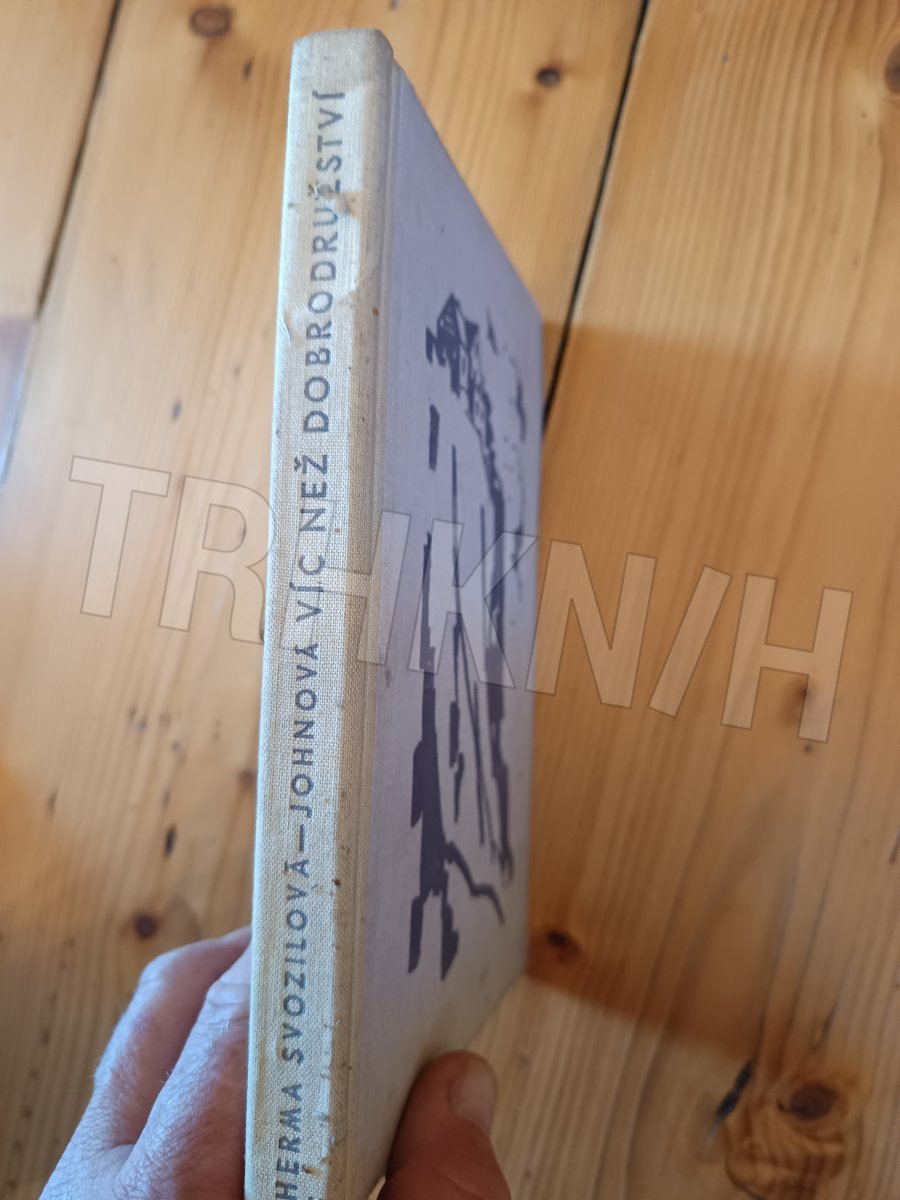 HERMA SVOZILOVÁ—JOHNOVÁ VÍC NEŽ DOBRODRUŽSTVÍ
TRHKNIH